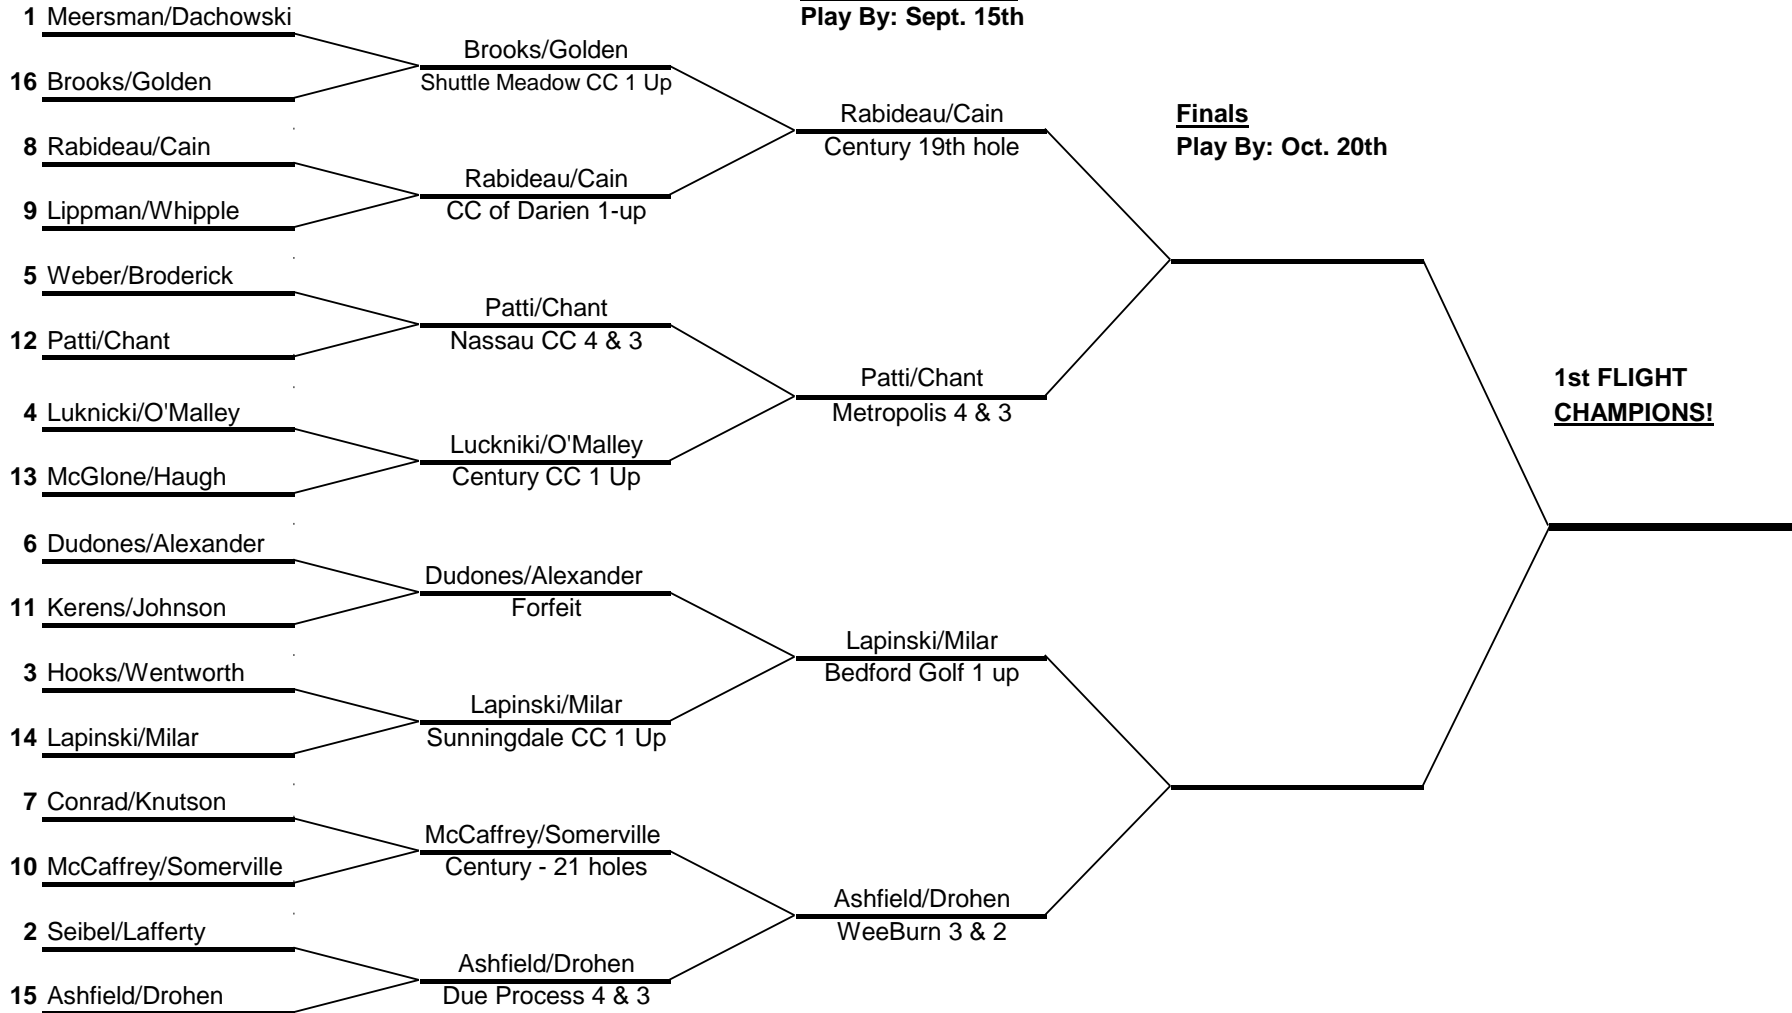 Play By: Sept. 15th
1 Meersman/Dachowski
Brooks/Golden
Shuttle Meadow CC 1 Up
16 Brooks/Golden
Rabideau/Cain
Century 19th hole
Finals
Play By: Oct. 20th
8 Rabideau/Cain
Rabideau/Cain
CC of Darien 1-up
9 Lippman/Whipple
5 Weber/Broderick
Patti/Chant
Nassau CC 4 & 3
12 Patti/Chant
Patti/Chant
Metropolis 4 & 3
1st FLIGHT
CHAMPIONS!
4 Luknicki/O'Malley
Luckniki/O'Malley
Century CC 1 Up
13 McGlone/Haugh
6 Dudones/Alexander
Dudones/Alexander
Forfeit
11 Kerens/Johnson
Lapinski/Milar
Bedford Golf 1 up
3 Hooks/Wentworth
Lapinski/Milar
Sunningdale CC 1 Up
14 Lapinski/Milar
7 Conrad/Knutson
McCaffrey/Somerville
Century - 21 holes
10 McCaffrey/Somerville
Ashfield/Drohen
WeeBurn 3 & 2
2 Seibel/Lafferty
Ashfield/Drohen
Due Process 4 & 3
15 Ashfield/Drohen